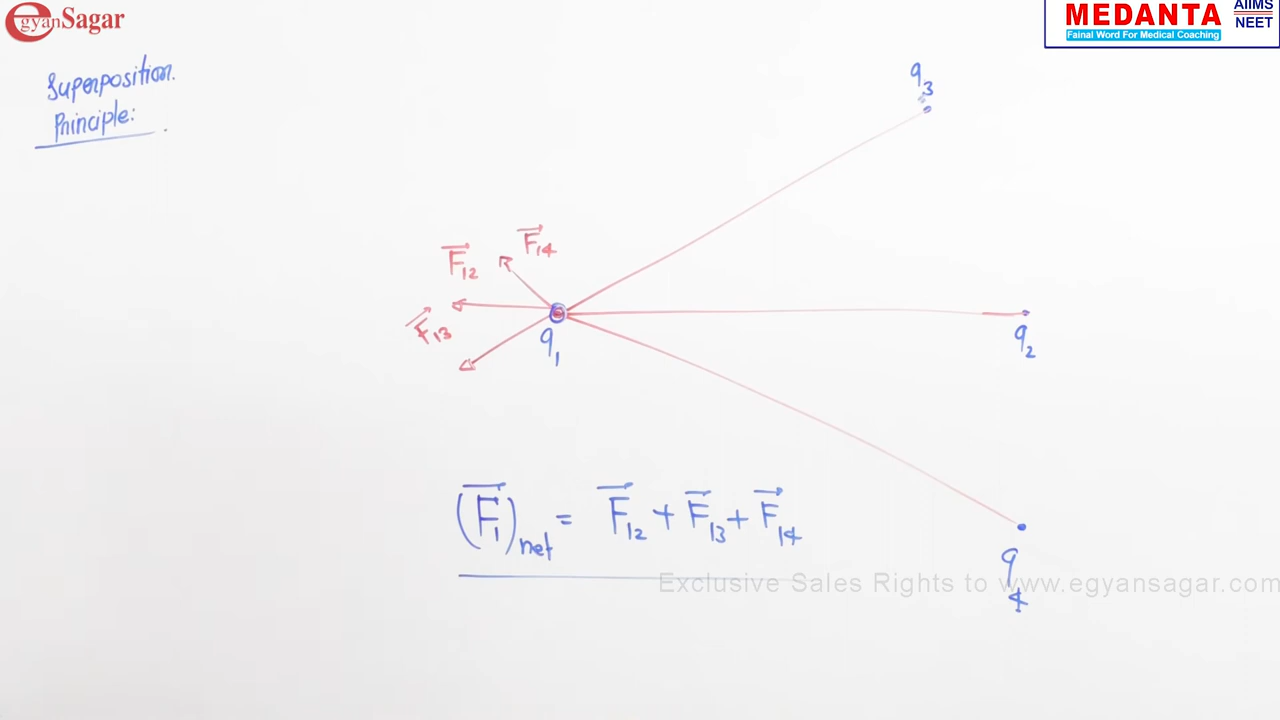 egyanSagar
MEDANTA
AIIMS
NEET
Fainal Word For Medical Coaching
Superposition.
Principle:
q3
F14
F12
F13
q1
q2
(F1)net = F12 + F13 + F14
q4
Exclusive Sales Rights to www.egyansagar.com